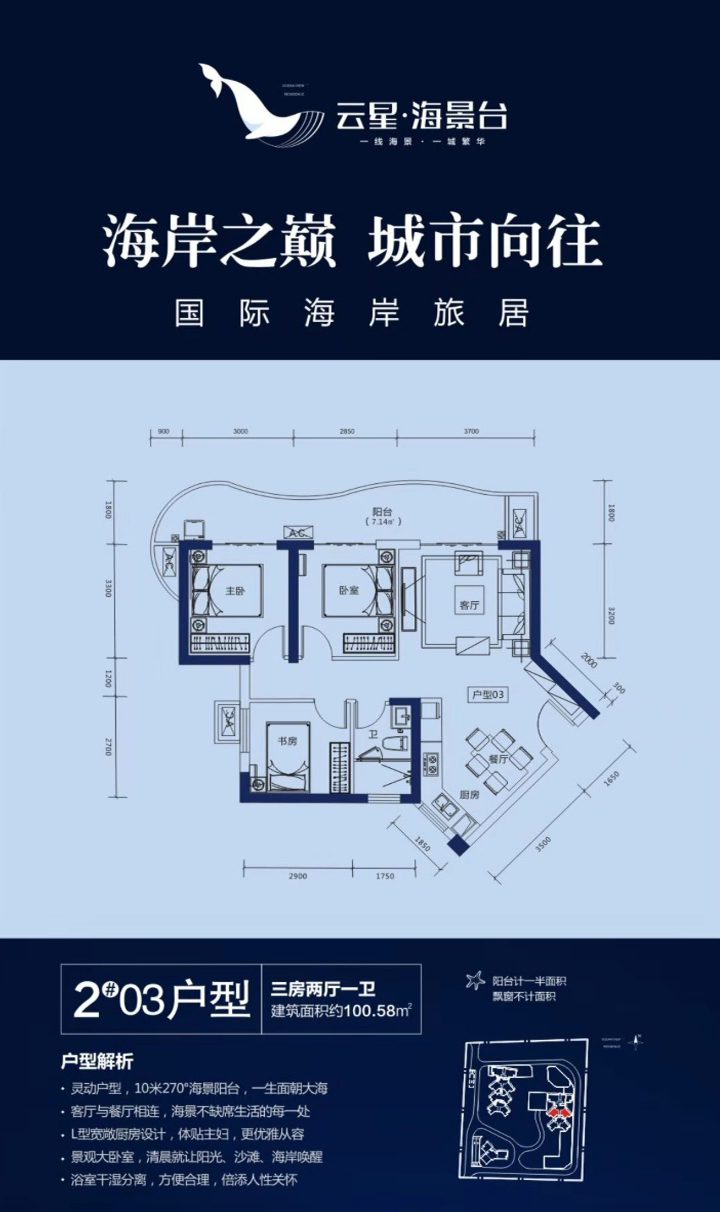 云星·海景台
一线海景·一城繁华
海岸之巅 城市向往
国际海岸旅居
900 3000 2850 3700
阳台
(7.14㎡)
1800 3300 1200 2700
1800 3200
AC
AC
AC
AC
主卧
卧室
客厅
2000 300
户型03
书房
卫
餐厅
厨房
1850 3500 1650
2900 1750
2#03户型
三房两厅一卫
建筑面积约100.58㎡
阳台计一半面积
飘窗不计面积
户型解析
· 灵动户型，10米270°海景阳台，一生面朝大海
· 客厅与餐厅相连，海景不缺席生活的每一处
· L型宽敞厨房设计，体贴主妇，更优雅从容
· 景观大卧室，清晨就让阳光、沙滩、海岸唤醒
· 浴室干湿分离，方便合理，倍添人性关怀